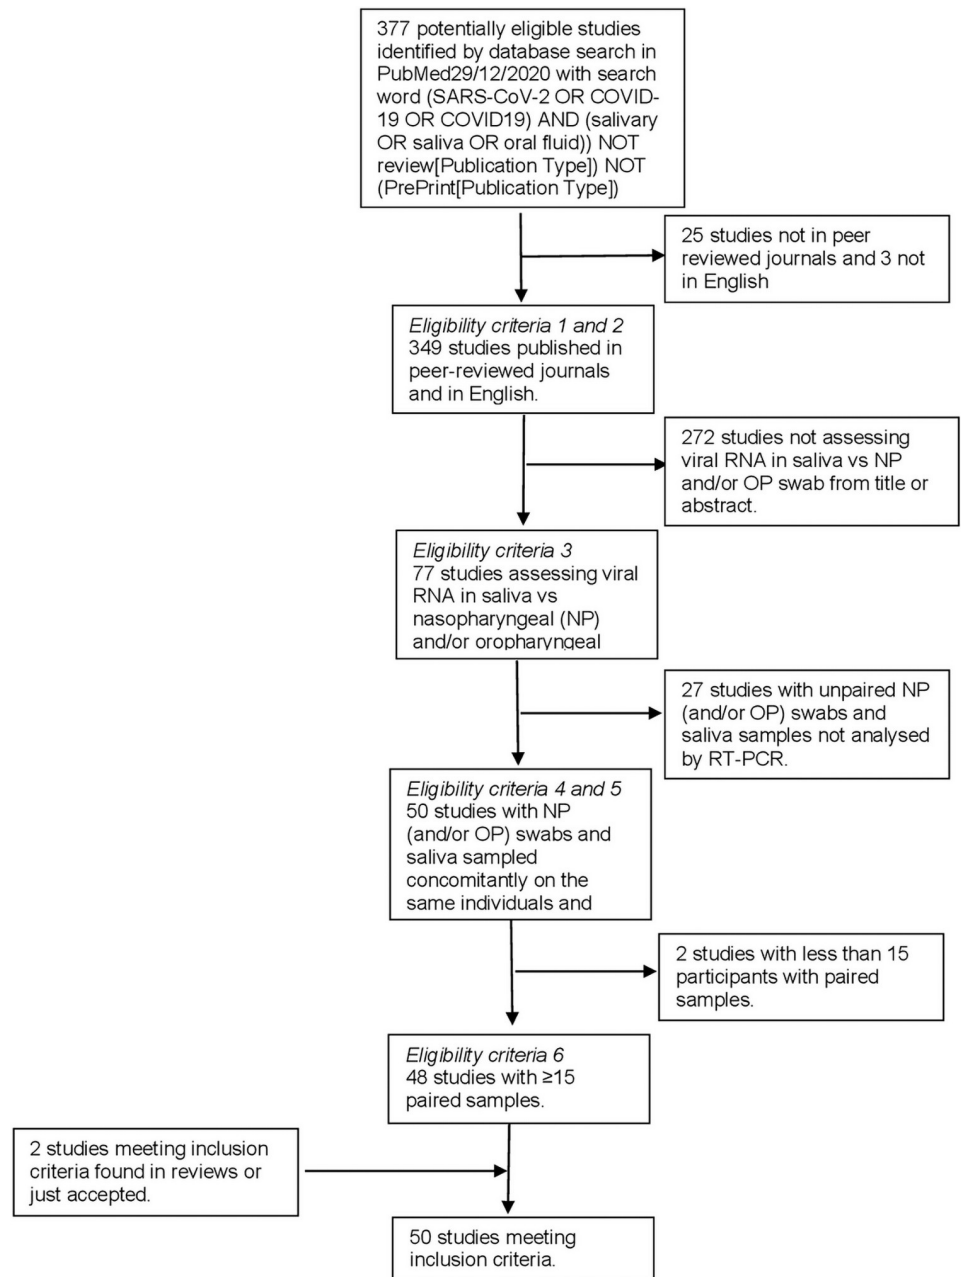 377 potentially eligible studies
identified by database search in
PubMed29/12/2020 with search
word (SARS-CoV-2 OR COVID-
19 OR COVID19) AND (salivary
OR saliva OR oral fluid)) NOT
review[Publication Type]) NOT
(PrePrint[Publication Type])
25 studies not in peer
reviewed journals and 3 not
in English
Eligibility criteria 1 and 2
349 studies published in
peer-reviewed journals
and in English.
272 studies not assessing
viral RNA in saliva vs NP
and/or OP swab from title or
abstract.
Eligibility criteria 3
77 studies assessing viral
RNA in saliva vs
nasopharyngeal (NP)
and/or oropharyngeal
27 studies with unpaired NP
(and/or OP) swabs and
saliva samples not analysed
by RT-PCR.
Eligibility criteria 4 and 5
50 studies with NP
(and/or OP) swabs and
saliva sampled
concomitantly on the
same individuals and
2 studies with less than 15
participants with paired
samples.
Eligibility criteria 6
48 studies with ≥15
paired samples.
2 studies meeting inclusion
criteria found in reviews or
just accepted.
50 studies meeting
inclusion criteria.